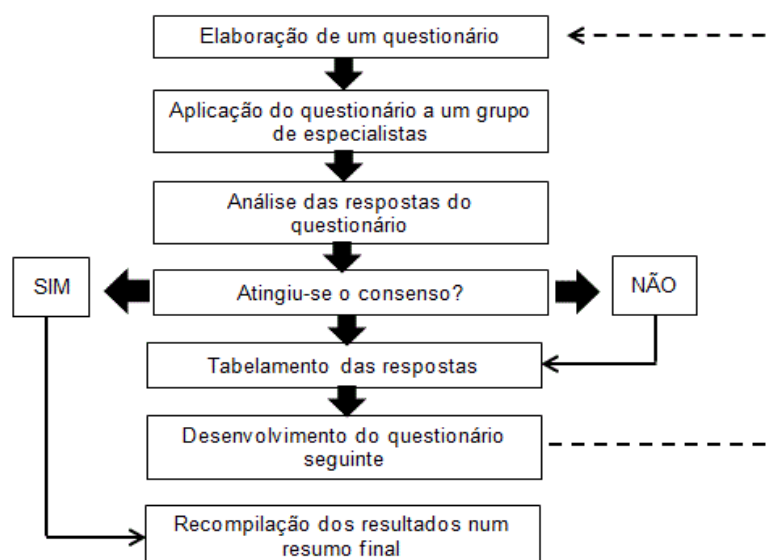 Elaboração de um questionário
Aplicação do questionário a um grupo
de especialistas
Análise das respostas do
questionário
SIM
Atingiu-se o consenso?
NÃO
Tabelamento das respostas
Desenvolvimento do questionário
seguinte
Recompilação dos resultados num
resumo final